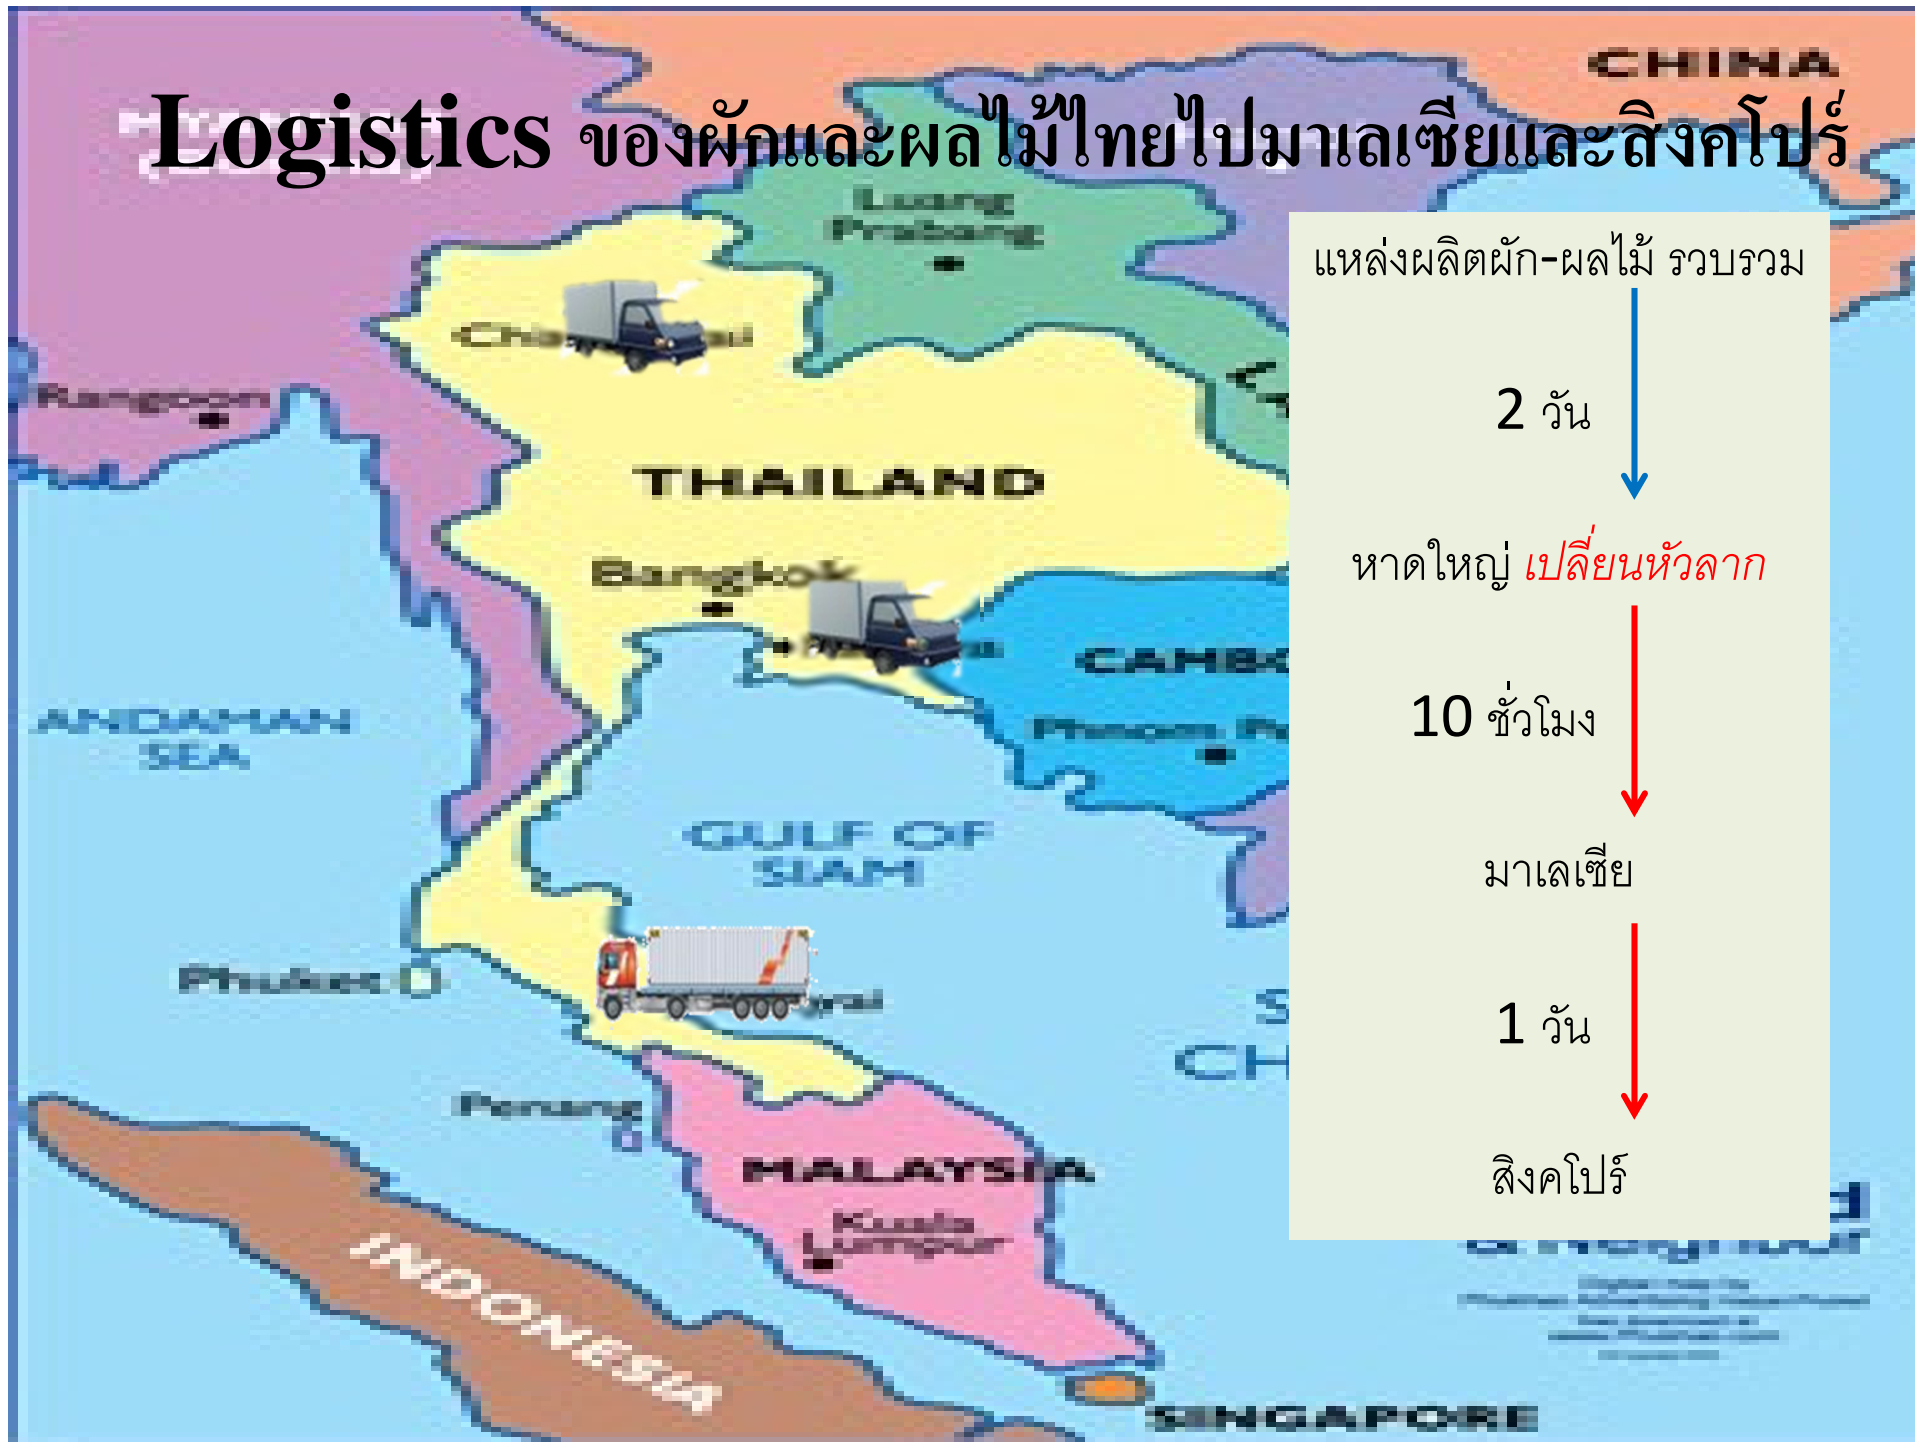 CHINA
Logistics ของผักและผลไม้ไทยไปมาเลเซียและสิงคโปร์
Luang
Prabang
แหล่งผลิตผัก-ผลไม้ รวบรวม
Rangoon
2 วัน
THAILAND
หาดใหญ่ เปลี่ยนหัวลาก
Bangkok
10 ชั่วโมง
ANDAMAN
SEA
GULF OF
SIAM
มาเลเซีย
Phuket
1 วัน
Penang
MALAYSIA
สิงคโปร์
Kuala
Lumpur
INDONESIA
& Neighbour
SINGAPORE